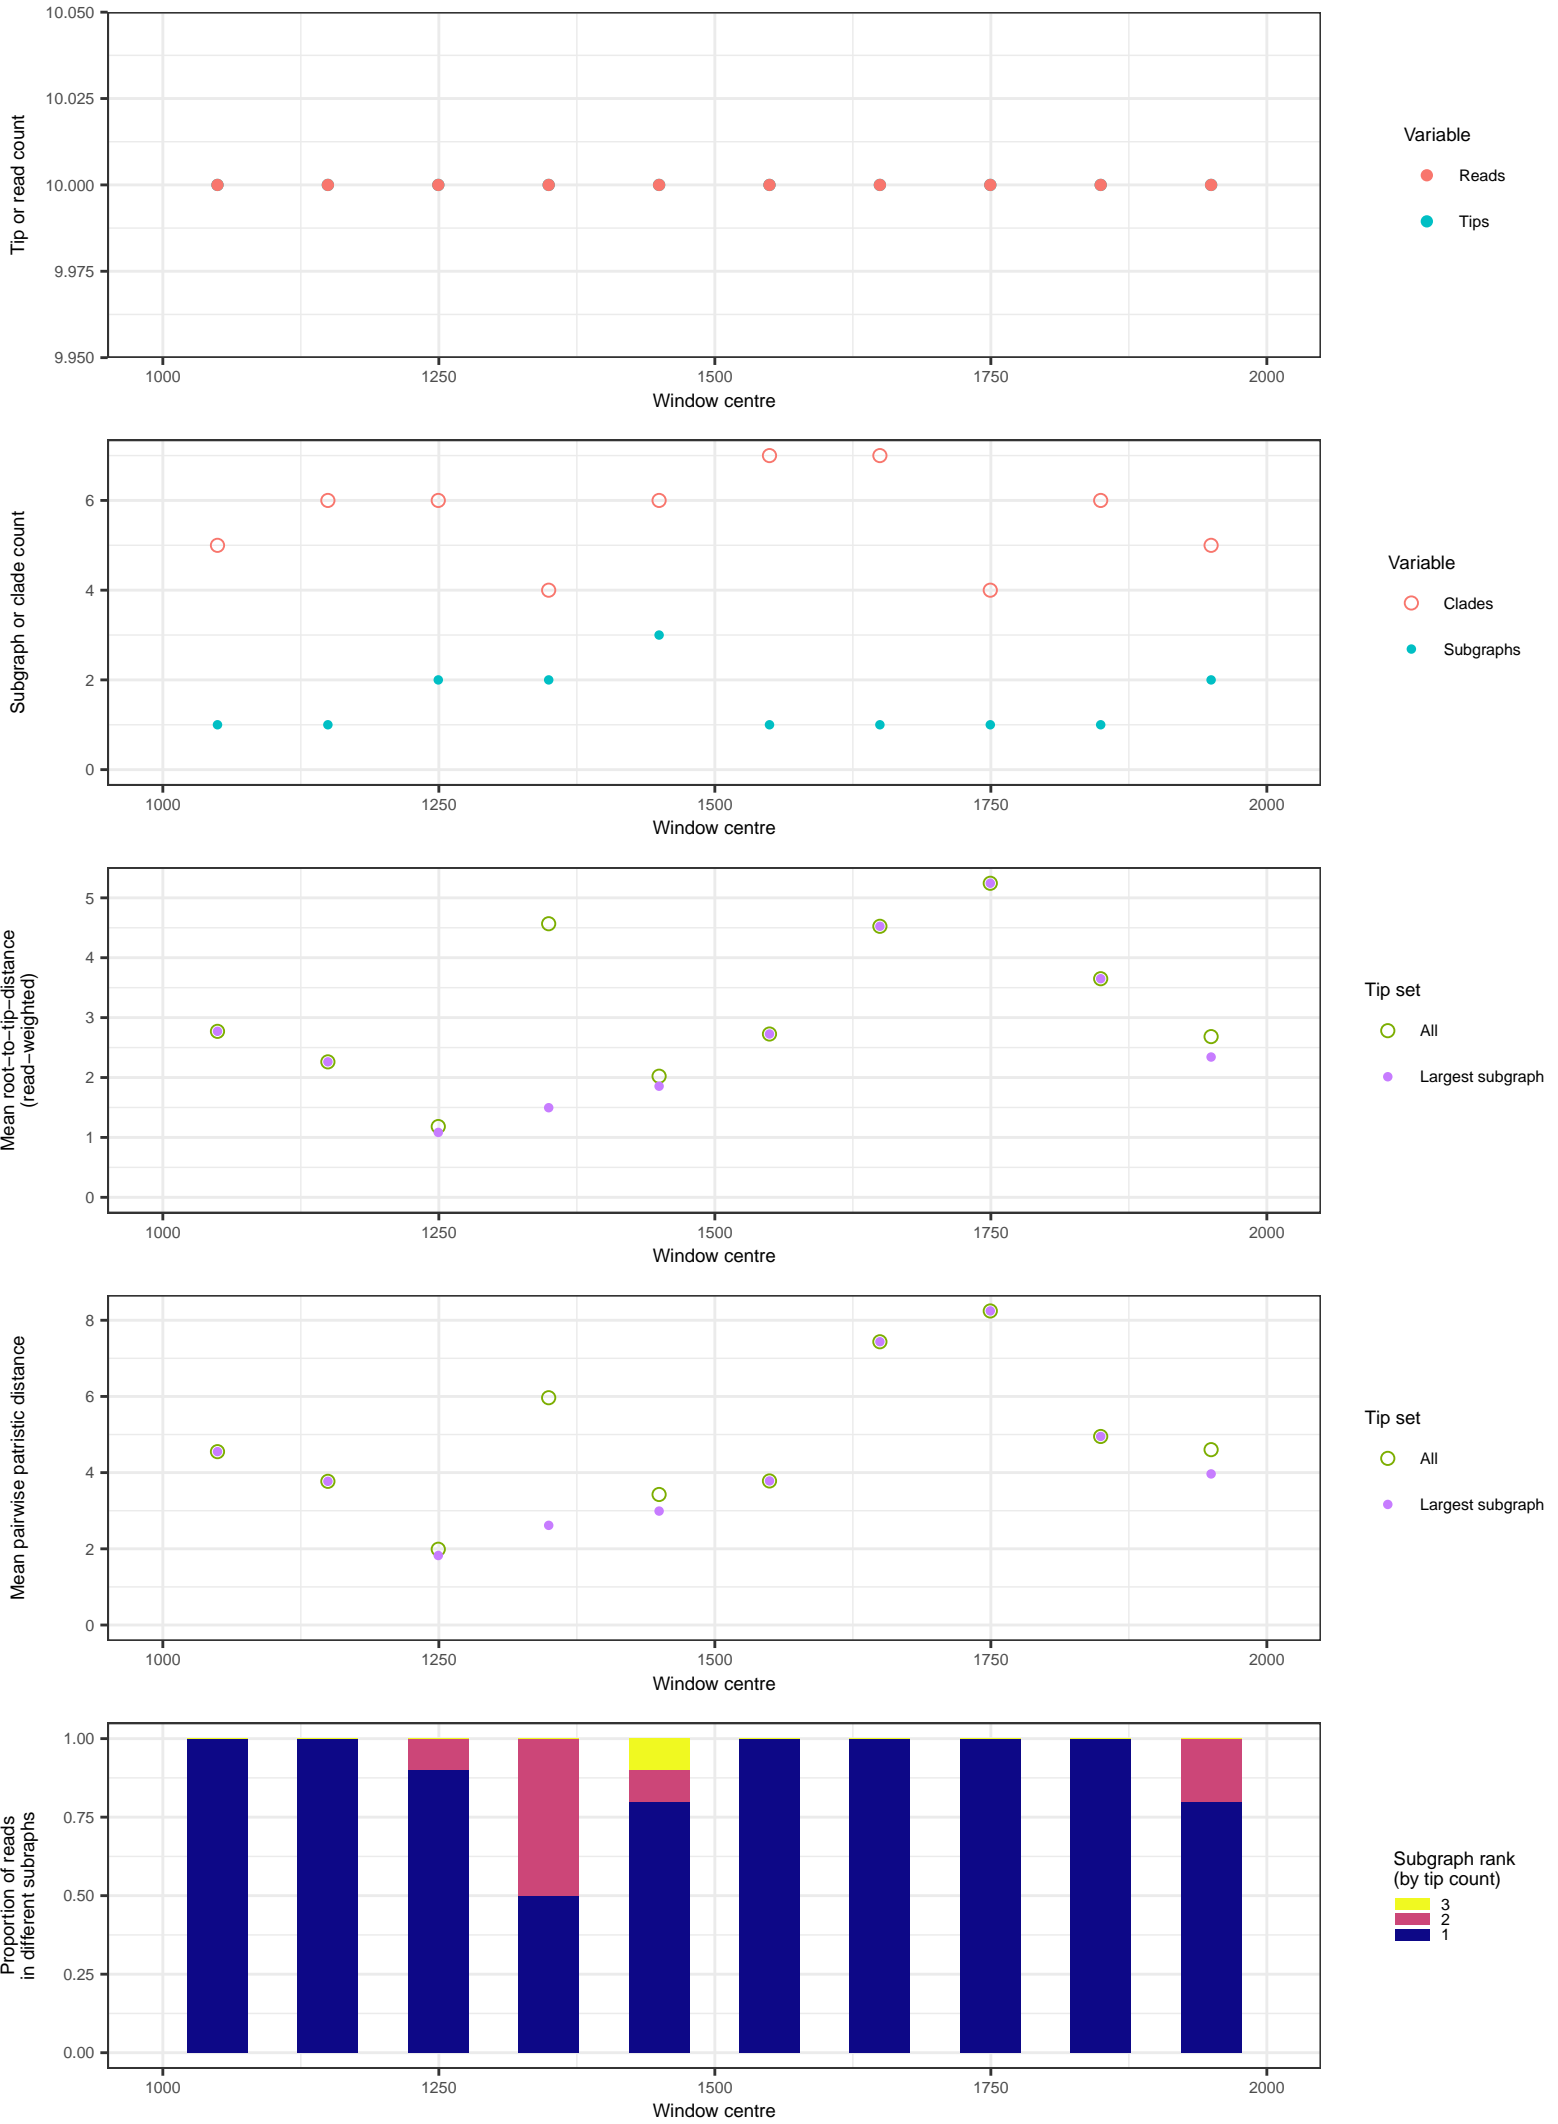 10.050
10.025
10.000
9.975
9.950
Tip or read count
1000 1250 1500 1750 2000
Window centre
Variable
Reads
Tips
6
4
2
0
Subgraph or clade count
1000 1250 1500 1750 2000
Window centre
Variable
Clades
Subgraphs
5
4
3
2
1
0
Mean root−to−tip−distance
(read−weighted)
1000 1250 1500 1750 2000
Window centre
Tip set
All
Largest subgraph
8
6
4
2
0
Mean pairwise patristic distance
1000 1250 1500 1750 2000
Window centre
Tip set
All
Largest subgraph
1.00
0.75
0.50
0.25
0.00
Proportion of reads
in different subraphs
1000 1250 1500 1750 2000
Window centre
Subgraph rank
(by tip count)
3
2
1